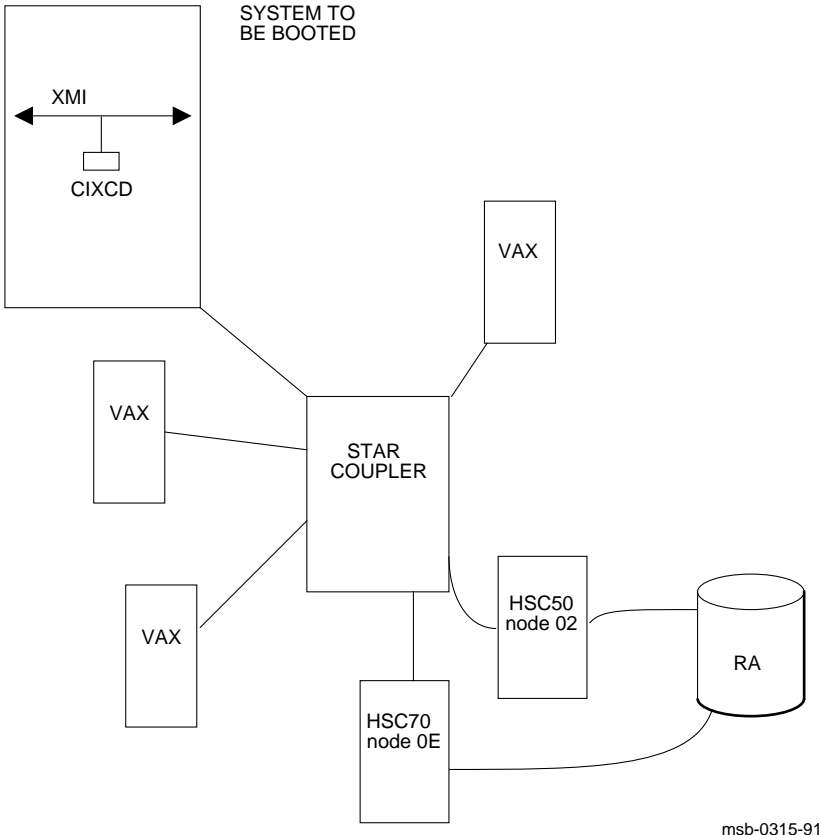 SYSTEM TO
BE BOOTED
XMI
CIXCD
VAX
VAX
STAR
COUPLER
HSC50
node 02
VAX
RA
HSC70
node 0E
msb-0315-91